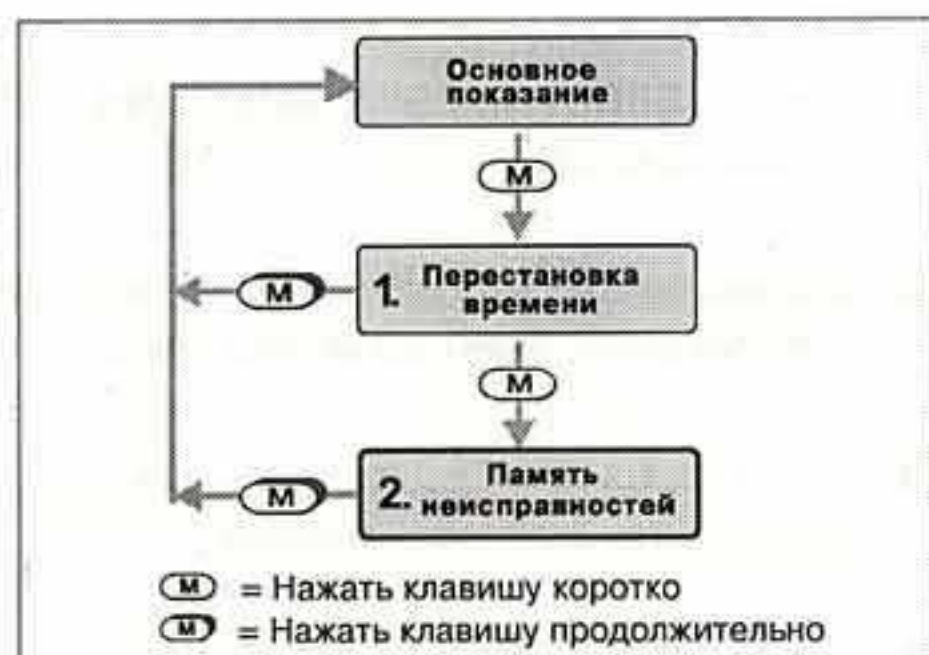 Основное
показание
M
1. Перестановка
времени
M
M
2. Память
неисправностей
M
M = Нажать клавишу коротко
M = Нажать клавишу продолжительно